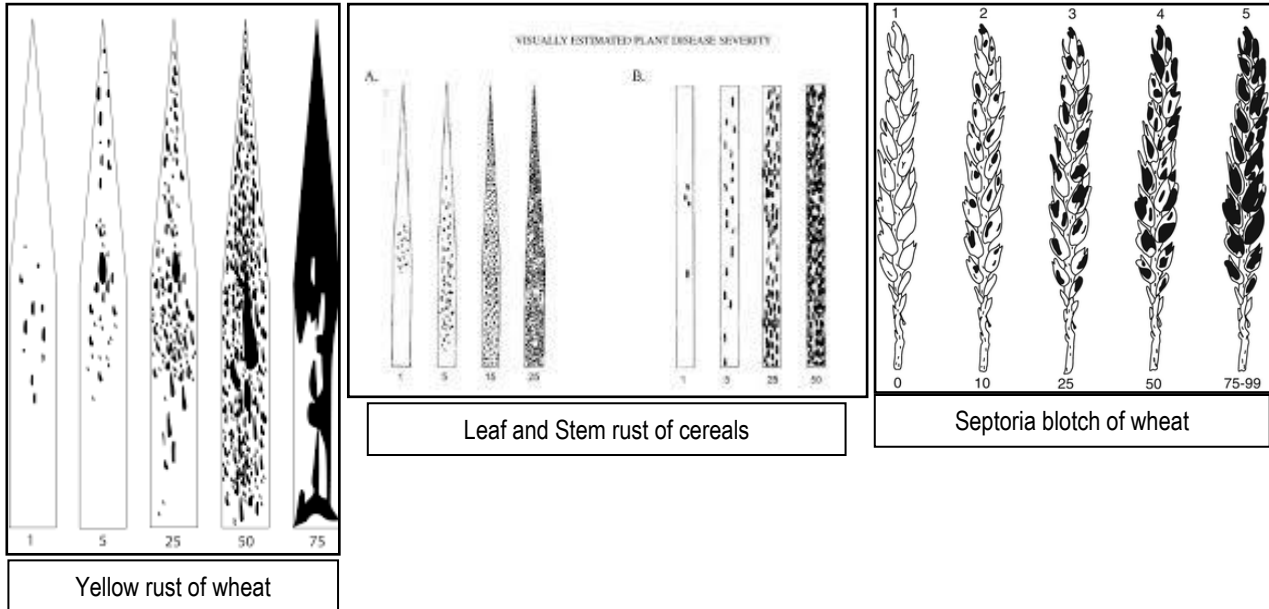 1 5 25 50 75
Yellow rust of wheat
VISUALLY ESTIMATED PLANT DISEASE SEVERITY
A. B.
1 5 15 25 1 5 25 50
Leaf and Stem rust of cereals
1 2 3 4 5
0 10 25 50 75-99
Septoria blotch of wheat